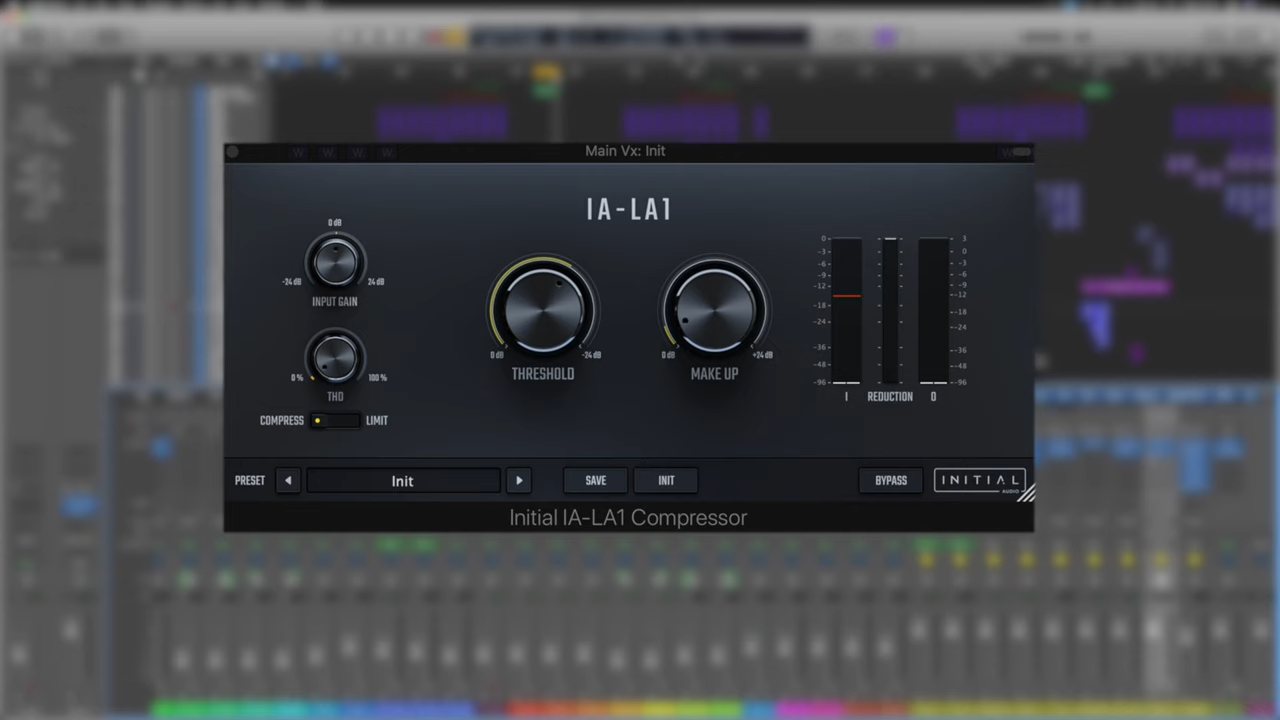 Main Vx: Init
IA-LA1
0 dB
-24 dB
24 dB
INPUT GAIN
0 %
100 %
THD
COMPRESS
LIMIT
0 dB
-24 dB
THRESHOLD
0 dB
+24 dB
MAKE UP
0
-3
-6
-9
-12
-18
-24
-36
-48
-96
3
0
-3
-6
-9
-12
-18
-24
-36
-48
-96
I
REDUCTION
O
PRESET
Init
SAVE
INIT
BYPASS
INITIAL
AUDIO
Initial IA-LA1 Compressor